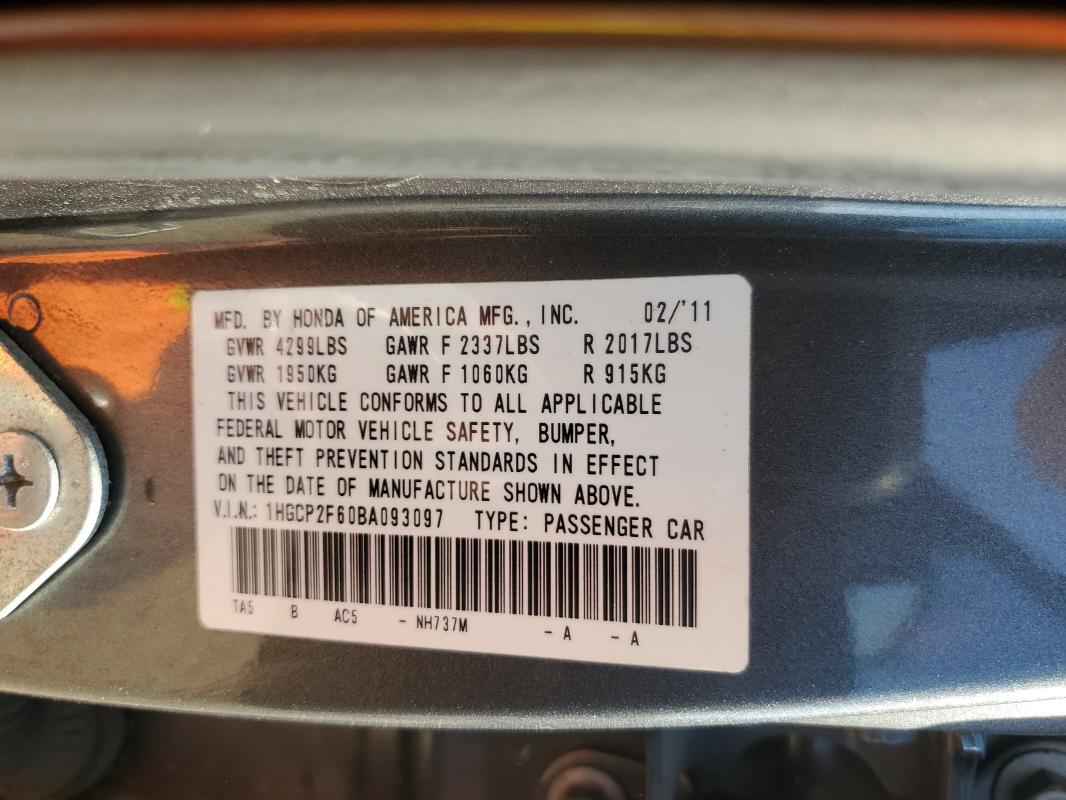 MFD. BY HONDA OF AMERICA MFG., INC. 02/'11
GVWR 4299LBS GAWR F 2337LBS R 2017LBS
GVWR 1950KG GAWR F 1060KG R 915KG
THIS VEHICLE CONFORMS TO ALL APPLICABLE
FEDERAL MOTOR VEHICLE SAFETY, BUMPER,
AND THEFT PREVENTION STANDARDS IN EFFECT
ON THE DATE OF MANUFACTURE SHOWN ABOVE.
V.I.N.: 1HGCP2F60BA093097 TYPE: PASSENGER CAR
TA5 B AC5 - NH737M - A - A